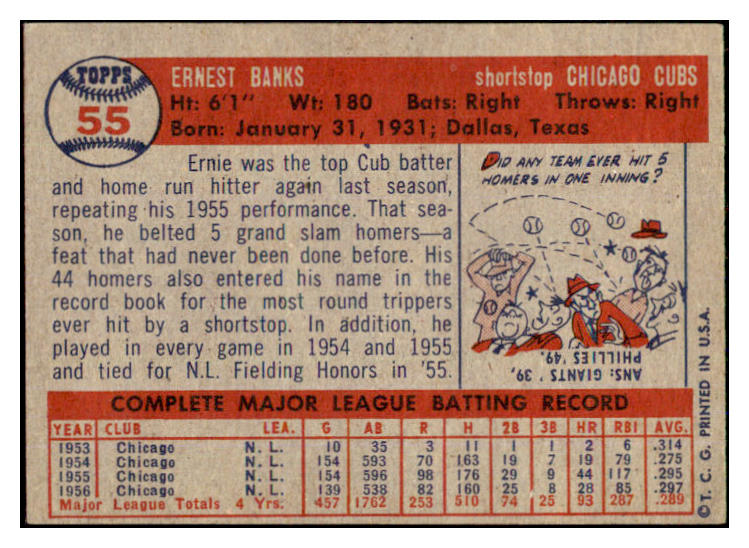 TOPPS
55
ERNEST BANKS shortstop CHICAGO CUBS
Ht: 6'1" Wt: 180 Bats: Right Throws: Right
Born: January 31, 1931; Dallas, Texas
Ernie was the top Cub batter
and home run hitter again last season,
repeating his 1955 performance. That sea-
son, he belted 5 grand slam homers—a
feat that had never been done before. His
44 homers also entered his name in the
record book for the most round trippers
ever hit by a shortstop. In addition, he
played in every game in 1954 and 1955
and tied for N.L. Fielding Honors in '55.
DID ANY TEAM EVER HIT 5
HOMERS IN ONE INNING?
ANS: GIANTS '39,
PHILLIES '49.
COMPLETE MAJOR LEAGUE BATTING RECORD
YEAR CLUB LEA. G AB R H 2B 3B HR RBI AVG.
1953 Chicago N. L. 10 35 3 11 1 1 2 6 .314
1954 Chicago N. L. 154 593 70 163 19 7 19 79 .275
1955 Chicago N. L. 154 596 98 176 29 9 44 117 .295
1956 Chicago N. L. 139 538 82 160 25 8 28 85 .297
Major League Totals 4 Yrs. 457 1762 253 510 74 25 93 287 .289
© T. C. G. PRINTED IN U.S.A.